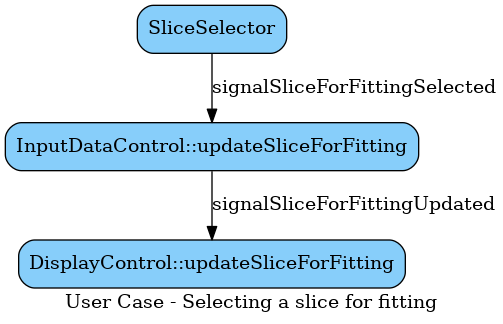 SliceSelector
signalSliceForFittingSelected
InputDataControl::updateSliceForFitting
signalSliceForFittingUpdated
DisplayControl::updateSliceForFitting
User Case - Selecting a slice for fitting